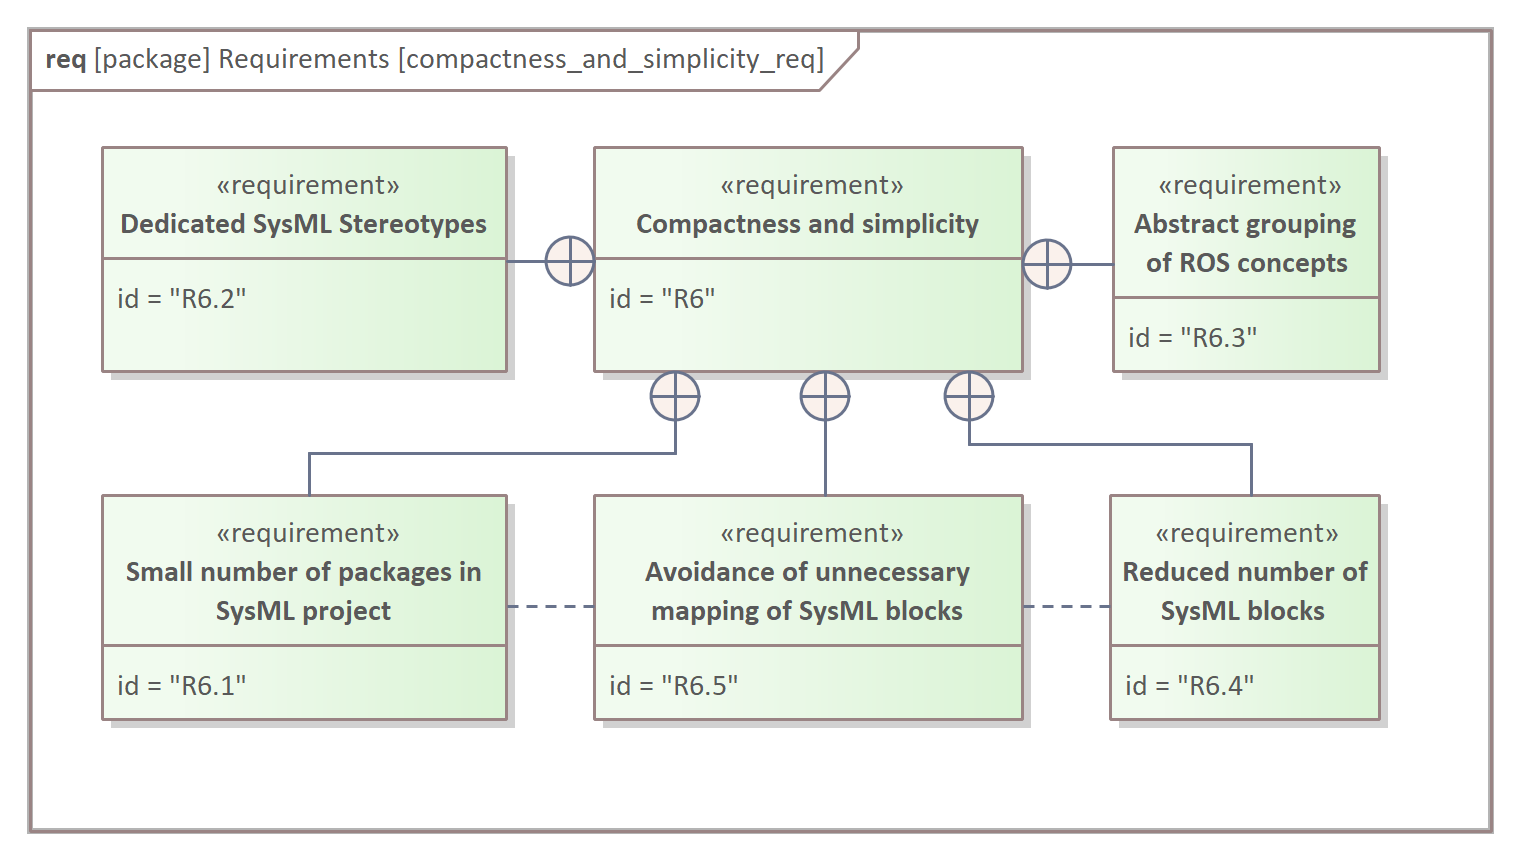 req [package] Requirements [compactness_and_simplicity_req]
«requirement»
Dedicated SysML Stereotypes
id = "R6.2"
«requirement»
Compactness and simplicity
id = "R6"
«requirement»
Abstract grouping
of ROS concepts
id = "R6.3"
«requirement»
Small number of packages in
SysML project
id = "R6.1"
«requirement»
Avoidance of unnecessary
mapping of SysML blocks
id = "R6.5"
«requirement»
Reduced number of
SysML blocks
id = "R6.4"